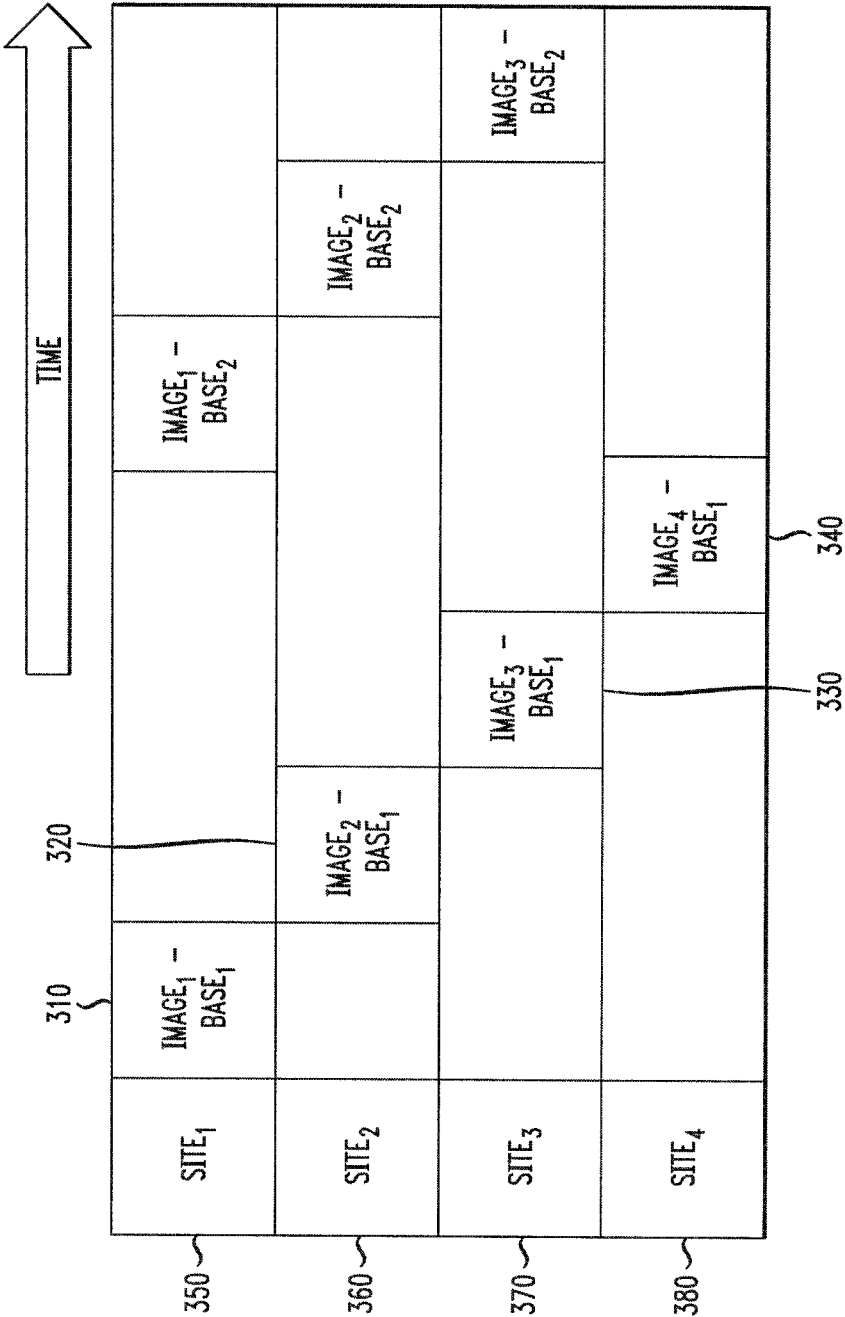 TIME
310
320
SITE₁
IMAGE₁ –
BASE₁
IMAGE₁ –
BASE₂
SITE₂
IMAGE₂ –
BASE₁
IMAGE₂ –
BASE₂
SITE₃
IMAGE₃ –
BASE₁
IMAGE₃ –
BASE₂
SITE₄
IMAGE₄ –
BASE₁
350
360
370
380
330
340